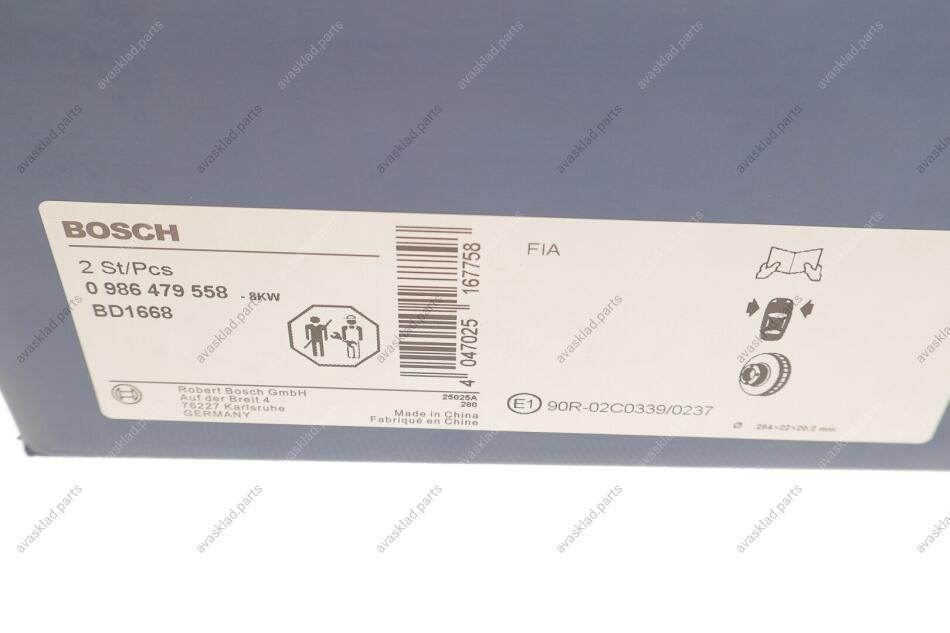 BOSCH
2 St/Pcs
0 986 479 558 - 8KW
BD1668
4 047025 167758
FIA
Robert Bosch GmbH
Auf der Breit 4
76227 Karlsruhe
GERMANY
25025A
280
Made in China
Fabriqué en Chine
E1 90R-02C0339/0237
avasklad.parts